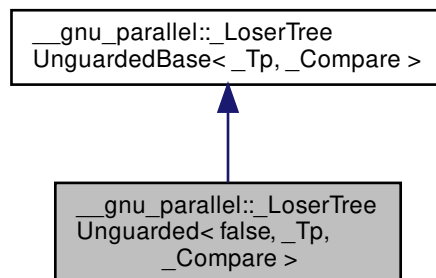 __gnu_parallel::_LoserTree
UnguardedBase< _Tp, _Compare >
__gnu_parallel::_LoserTree
Unguarded< false, _Tp,
_Compare >